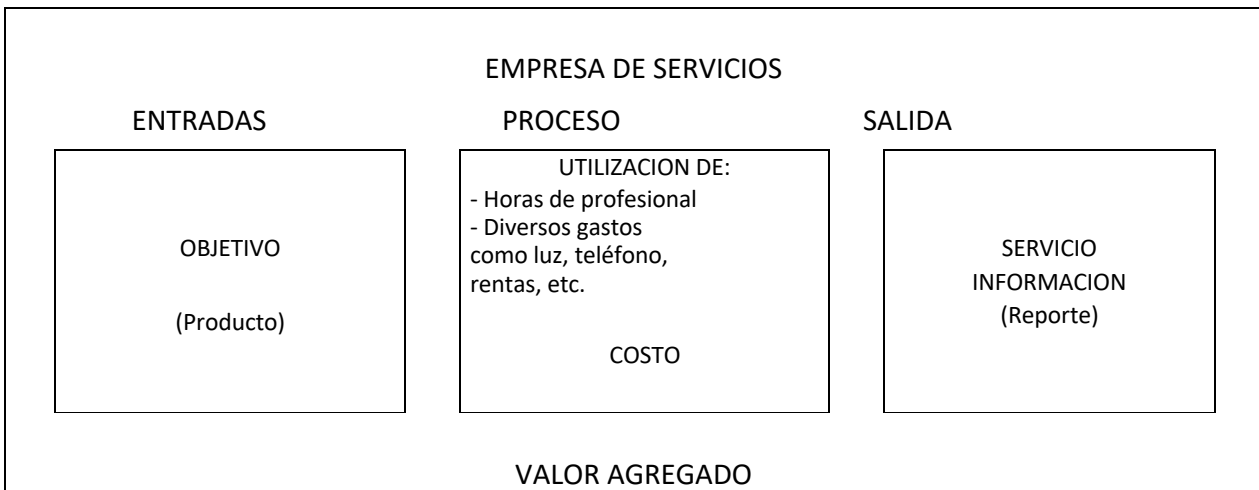 EMPRESA DE SERVICIOS
ENTRADAS PROCESO SALIDA
OBJETIVO
(Producto)
UTILIZACION DE:
- Horas de profesional
- Diversos gastos
como luz, teléfono,
rentas, etc.
COSTO
SERVICIO
INFORMACION
(Reporte)
VALOR AGREGADO